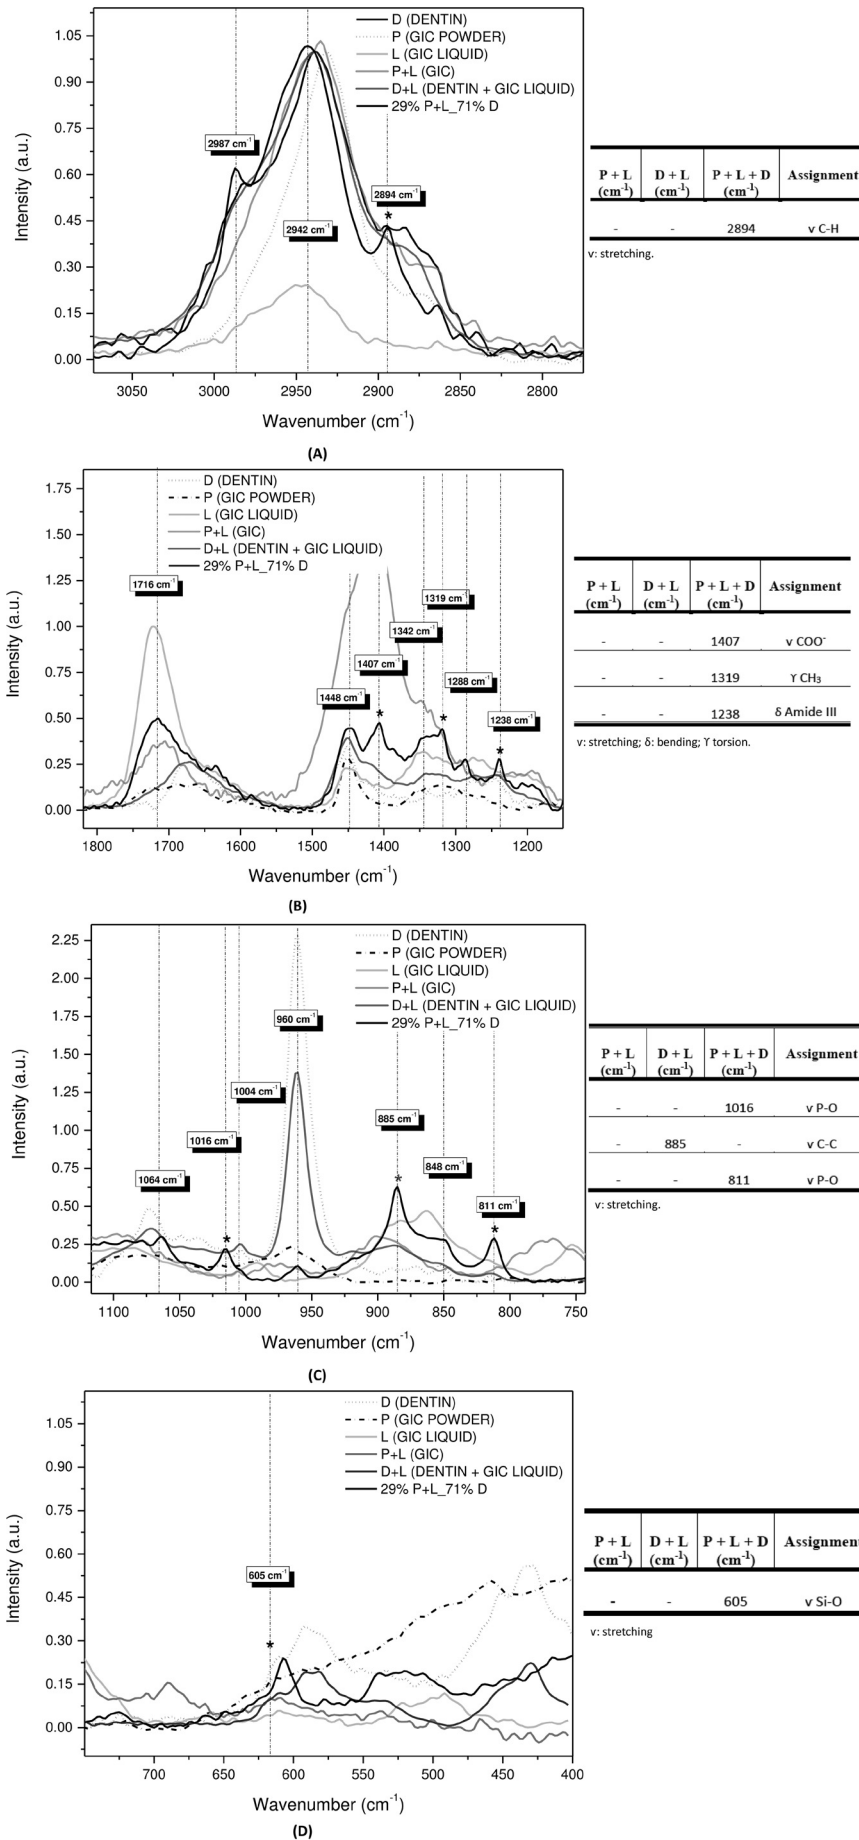 D (DENTIN)
P (GIC POWDER)
L (GIC LIQUID)
P+L (GIC)
D+L (DENTIN + GIC LIQUID)
29% P+L_71% D
1.05
1.00
0.75
0.60
0.45
0.30
0.15
0.00
Intensity (a.u.)
2987 cm⁻¹
2942 cm⁻¹
2894 cm⁻¹
*
3050 3000 2950 2900 2850 2800
Wavenumber (cm⁻¹)
(A)
P + L (cm⁻¹) D + L (cm⁻¹) P + L + D (cm⁻¹) Assignment
- - 2894 ν C-H
ν: stretching.
D (DENTIN)
P (GIC POWDER)
L (GIC LIQUID)
P+L (GIC)
D+L (DENTIN + GIC LIQUID)
29% P+L_71% D
1.75
1.50
1.25
1.00
0.75
0.50
0.25
0.00
Intensity (a.u.)
1716 cm⁻¹
1448 cm⁻¹
1407 cm⁻¹
*
1342 cm⁻¹
1319 cm⁻¹
*
1288 cm⁻¹
1238 cm⁻¹
*
1800 1700 1600 1500 1400 1300 1200
Wavenumber (cm⁻¹)
(B)
P + L (cm⁻¹) D + L (cm⁻¹) P + L + D (cm⁻¹) Assignment
- - 1407 ν COO⁻
- - 1319 ϒ CH₃
- - 1238 δ Amide III
ν: stretching; δ: bending; ϒ torsion.
D (DENTIN)
P (GIC POWDER)
L (GIC LIQUID)
P+L (GIC)
D+L (DENTIN + GIC LIQUID)
29% P+L_71% D
2.25
2.00
1.75
1.50
1.25
1.00
0.75
0.50
0.25
0.00
Intensity (a.u.)
1064 cm⁻¹
1016 cm⁻¹
*
1004 cm⁻¹
960 cm⁻¹
885 cm⁻¹
*
848 cm⁻¹
811 cm⁻¹
*
1100 1050 1000 950 900 850 800 750
Wavenumber (cm⁻¹)
(C)
P + L (cm⁻¹) D + L (cm⁻¹) P + L + D (cm⁻¹) Assignment
- - 1016 ν P-O
- 885 - ν C-C
- - 811 ν P-O
ν: stretching.
D (DENTIN)
P (GIC POWDER)
L (GIC LIQUID)
P+L (GIC)
D+L (DENTIN + GIC LIQUID)
29% P+L_71% D
1.05
0.90
0.75
0.60
0.45
0.30
0.15
0.00
Intensity (a.u.)
605 cm⁻¹
*
700 650 600 550 500 450 400
Wavenumber (cm⁻¹)
(D)
P + L (cm⁻¹) D + L (cm⁻¹) P + L + D (cm⁻¹) Assignment
- - 605 ν Si-O
ν: stretching